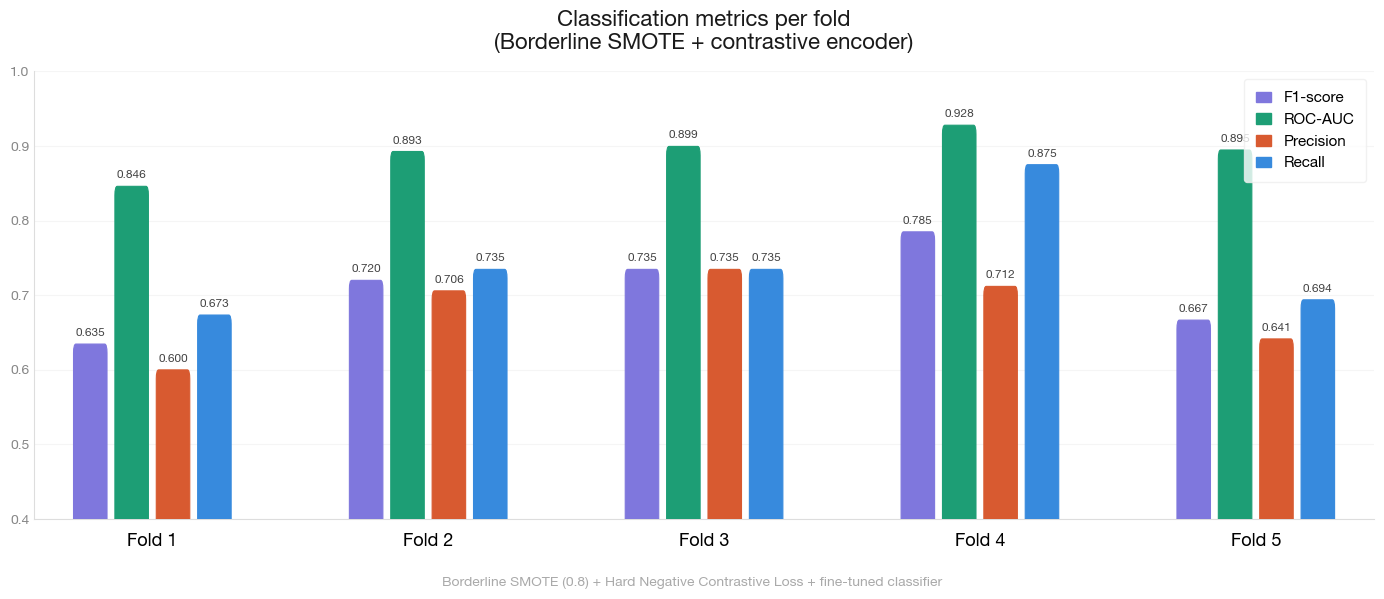 Classification metrics per fold
(Borderline SMOTE + contrastive encoder)
1.0
0.9
0.8
0.7
0.6
0.5
0.4
F1-score
ROC-AUC
Precision
Recall
0.635
0.846
0.600
0.673
0.720
0.893
0.706
0.735
0.735
0.899
0.735
0.735
0.785
0.928
0.712
0.875
0.667
0.641
0.694
Fold 1
Fold 2
Fold 3
Fold 4
Fold 5
Borderline SMOTE (0.8) + Hard Negative Contrastive Loss + fine-tuned classifier